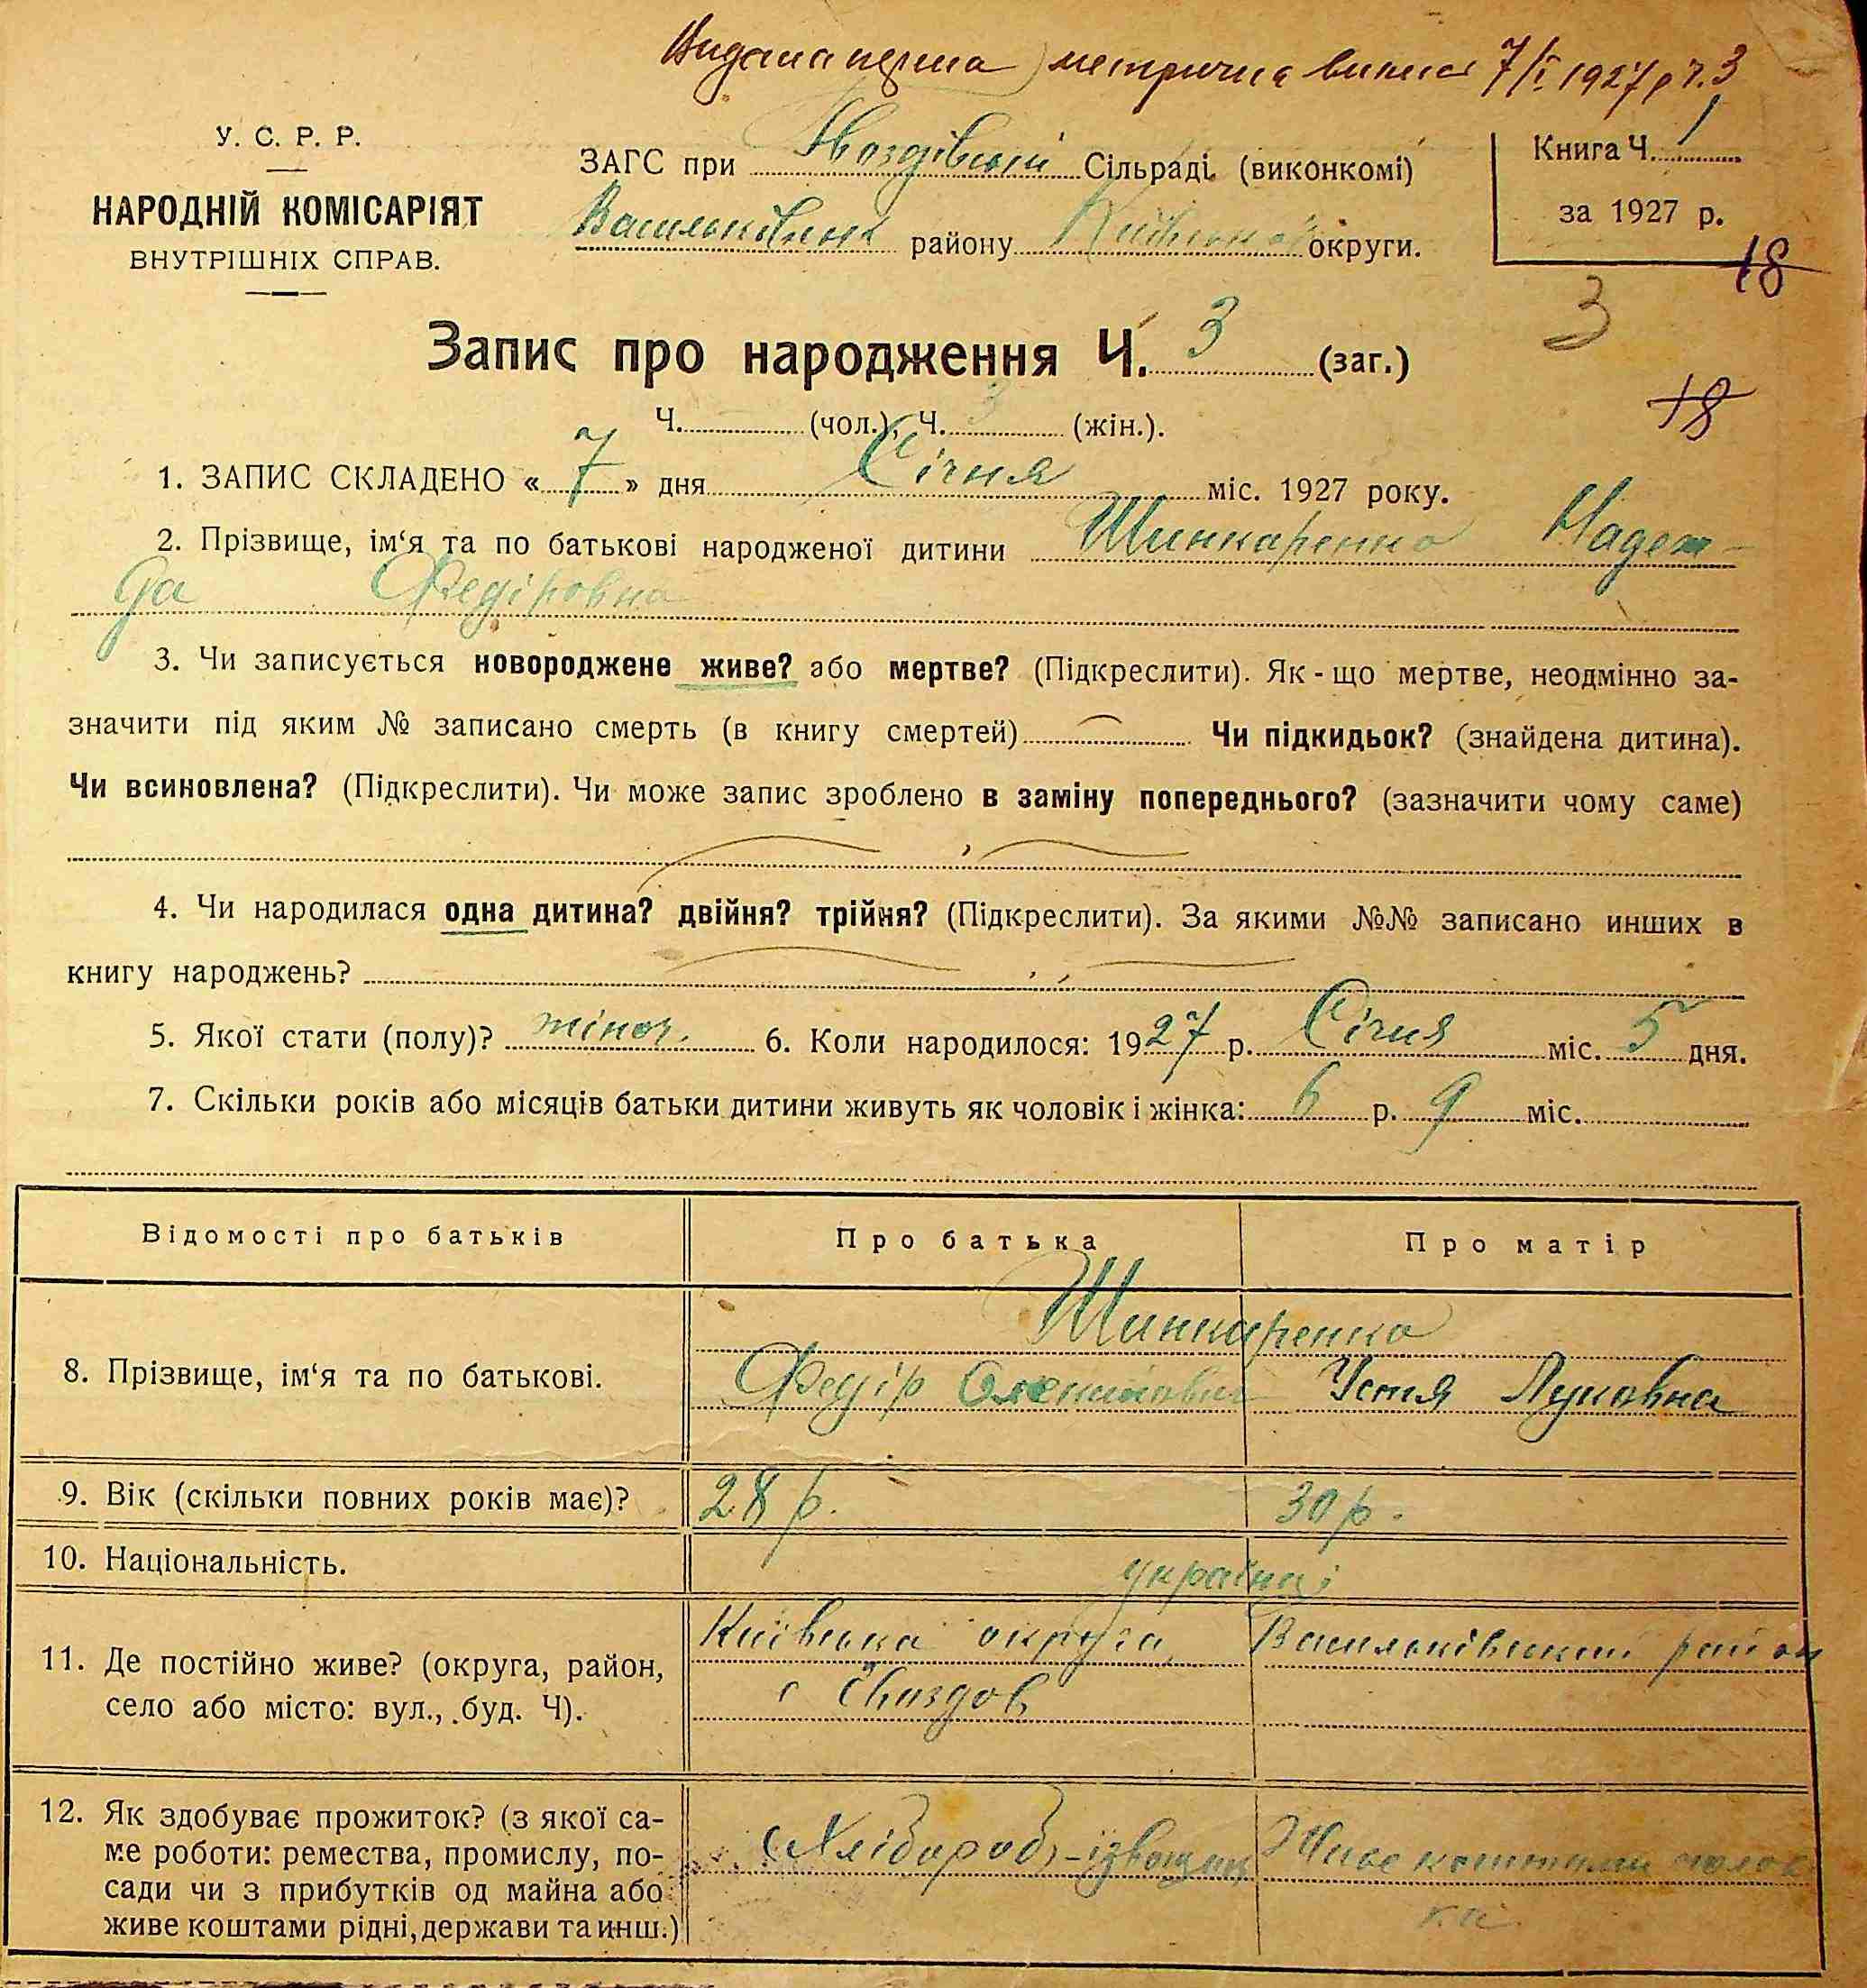 Видана перша метрична випись 7/I 1927 р ч. 3
У. С. Р. Р.
НАРОДНІЙ КОМІСАРІЯТ
ВНУТРІШНІХ СПРАВ.
ЗАГС при Гвоздівській Сільраді (виконкомі)
Васильківського району Київської округи.
Книга Ч. 1
за 1927 р.
18
3
18
Запис про народження Ч. 3 (заг.)
Ч. (чол.), Ч. 3 (жін.).
1. ЗАПИС СКЛАДЕНО « 7 » дня Січня міс. 1927 року.
2. Прізвище, ім‘я та по батькові народженої дитини Шинкаренко Надеж-
да Федіровна
3. Чи записується новороджене живе? або мертве? (Підкреслити). Як-що мертве, неодмінно за-
значити під яким № записано смерть (в книгу смертей) Чи підкидьок? (знайдена дитина).
Чи всиновлена? (Підкреслити). Чи може запис зроблено в заміну попереднього? (зазначити чому саме)
4. Чи народилася одна дитина? двійня? трійня? (Підкреслити). За якими №№ записано инших в
книгу народжень?
5. Якої стати (полу)? жіноч. 6. Коли народилося: 1927 р. Січня міс. 5 дня.
7. Скільки років або місяців батьки дитини живуть як чоловік і жінка: 6 р. 9 міс.
Відомості про батьків Про батька Про матір
8. Прізвище, ім‘я та по батькові.
Шинкаренко
Федір Устя Луковна
9. Вік (скільки повних років має)? 28 р. 30 р.
10. Національність. українці
11. Де постійно живе? (округа, район,
село або місто: вул., буд. Ч).
Київська округа, Васильківський район
с Гвоздов
12. Як здобуває прожиток? (з якої са-
ме роботи: ремества, промислу, по-
сади чи з прибутків од майна або
живе коштами рідні, держави та инш.)
Хлібороб-ізвощик Живе коштами чолов
іка